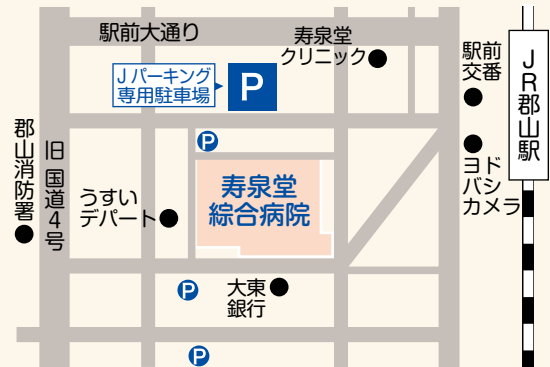 駅前大通り
寿泉堂
クリニック
駅前
交番
JR郡山駅
Jパーキング
専用駐車場
P
P
郡山消防署
旧国道4号
うすい
デパート
寿泉堂
綜合病院
ヨド
バシ
カメラ
P
大東
銀行
P